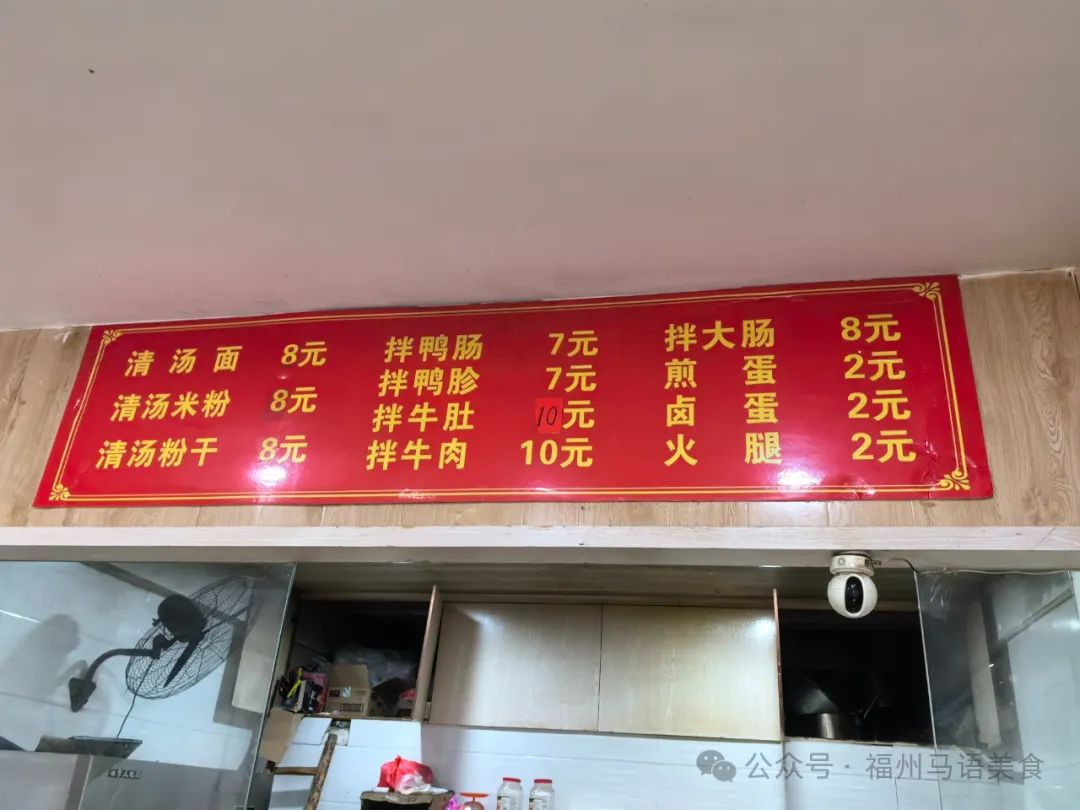 清汤面 8元
清汤米粉 8元
清汤粉干 8元
拌鸭肠 7元
拌鸭胗 7元
拌牛肚 10元
拌牛肉 10元
拌大肠 8元
煎蛋 2元
卤蛋 2元
火腿 2元
公众号·福州马语美食